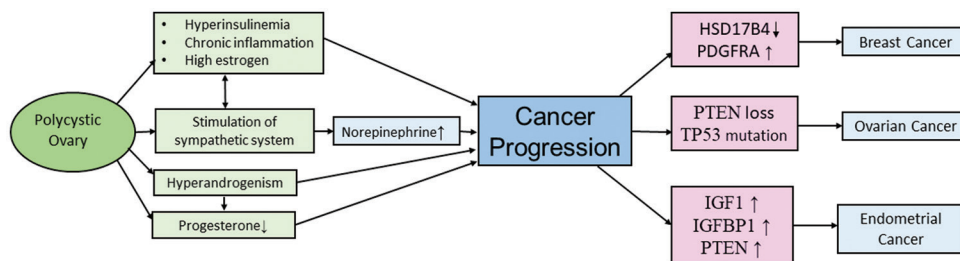 • Hyperinsulinemia
• Chronic inflammation
• High estrogen
Polycystic
Ovary
Stimulation of
sympathetic system
Norepinephrine↑
Hyperandrogenism
Progesterone↓
Cancer
Progression
HSD17B4↓
PDGFRA ↑
Breast Cancer
PTEN loss
TP53 mutation
Ovarian Cancer
IGF1 ↑
IGFBP1 ↑
PTEN ↑
Endometrial
Cancer